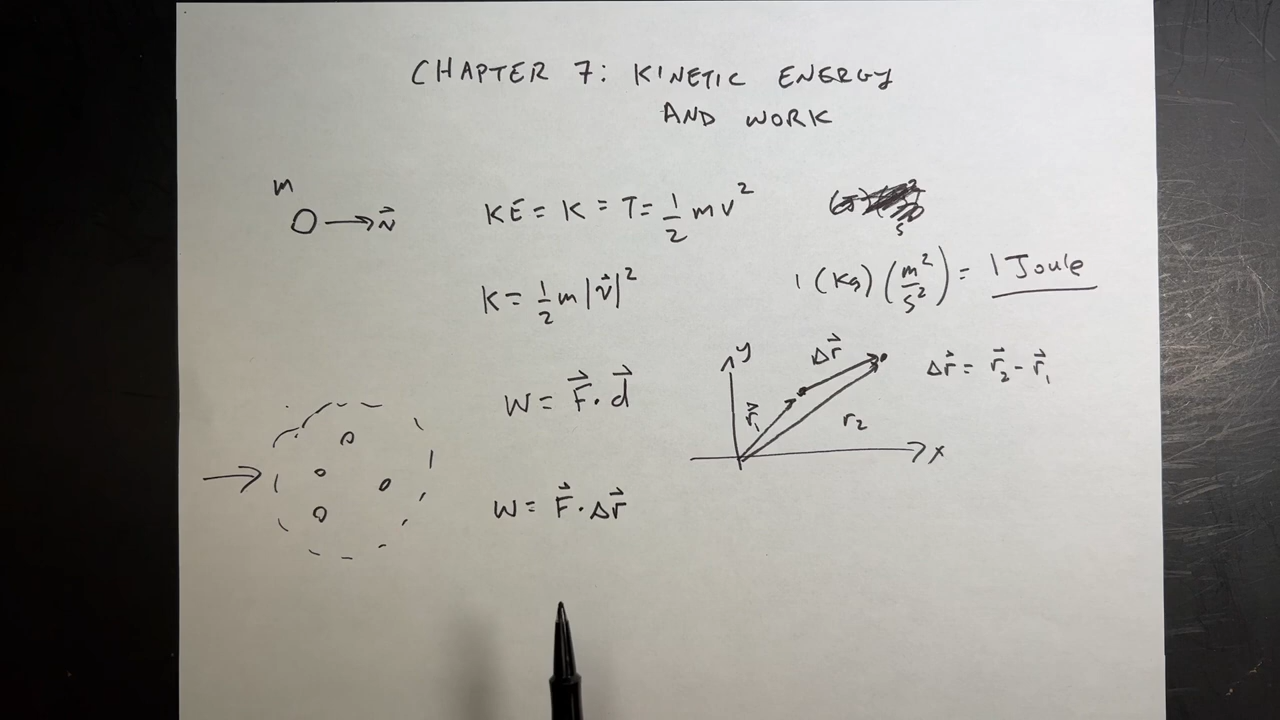 CHAPTER 7: KINETIC ENERGY
AND WORK
m
v⃗
KE = K = T = 1/2 mv²
K = 1/2 m|v⃗|²
1 (Kg) (m²/s²) = 1 Joule
W = F⃗ · d⃗
y
Δr⃗
r⃗₁
r₂
x
Δr⃗ = r⃗₂ - r⃗₁
W = F⃗ · Δr⃗